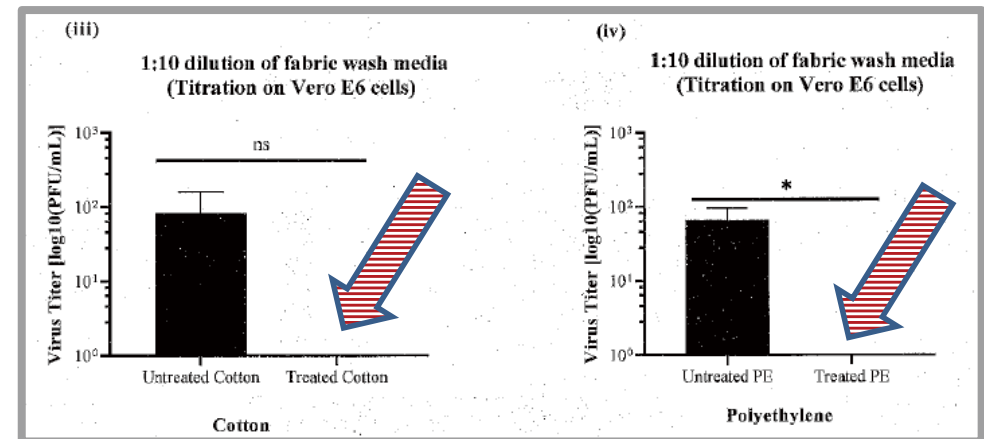 (iii)
1:10 dilution of fabric wash media
(Titration on Vero E6 cells)
Virus Titer [log10(PFU/mL)]
10³
10²
10¹
10⁰
ns
Untreated Cotton
Treated Cotton
Cotton
(iv)
1:10 dilution of fabric wash media
(Titration on Vero E6 cells)
Virus Titer [log10(PFU/mL)]
10³
10²
10¹
10⁰
*
Untreated PE
Treated PE
Polyethylene